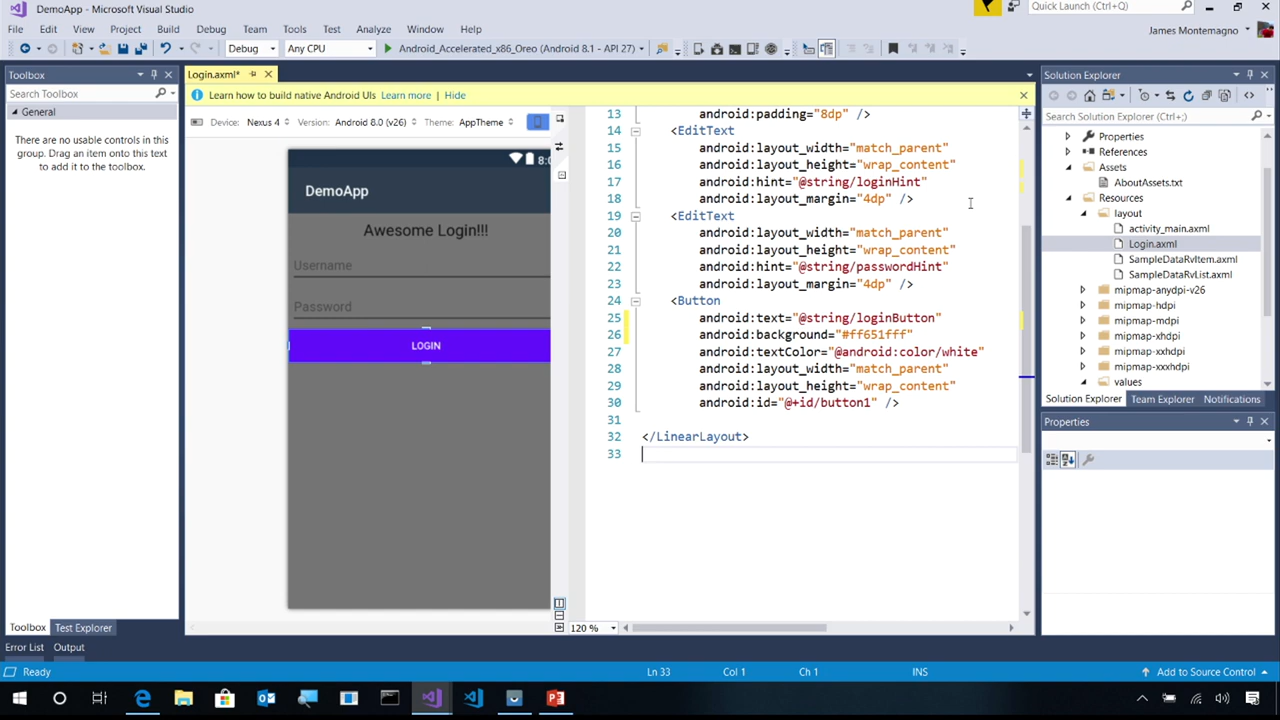 DemoApp - Microsoft Visual Studio
Quick Launch (Ctrl+;)
File Edit View Project Build Debug Team Tools Test Analyze Window Help
James Montemagno
Debug Any CPU Android_Accelerated_x86_Oreo (Android 8.1 - API 27)
Toolbox
Search Toolbox
General
There are no usable controls in this
group. Drag an item onto this text
to add it to the toolbox.
Toolbox Test Explorer
Login.axml*
Learn how to build native Android UIs Learn more Hide
Device: Nexus 4 Version: Android 8.0 (v26) Theme: AppTheme
8:0
DemoApp
Awesome Login!!!
Username
Password
LOGIN
13 android:padding="8dp" />
14 <EditText
15 android:layout_width="match_parent"
16 android:layout_height="wrap_content"
17 android:hint="@string/loginHint"
18 android:layout_margin="4dp" />
19 <EditText
20 android:layout_width="match_parent"
21 android:layout_height="wrap_content"
22 android:hint="@string/passwordHint"
23 android:layout_margin="4dp" />
24 <Button
25 android:text="@string/loginButton"
26 android:background="#ff651fff"
27 android:textColor="@android:color/white"
28 android:layout_width="match_parent"
29 android:layout_height="wrap_content"
30 android:id="@+id/button1" />
31
32 </LinearLayout>
33
120 %
Solution Explorer
Search Solution Explorer (Ctrl+;)
Properties
References
Assets
AboutAssets.txt
Resources
layout
activity_main.axml
Login.axml
SampleDataRvItem.axml
SampleDataRvList.axml
mipmap-anydpi-v26
mipmap-hdpi
mipmap-mdpi
mipmap-xhdpi
mipmap-xxhdpi
mipmap-xxxhdpi
values
Solution Explorer Team Explorer Notifications
Properties
Error List Output
Ready Ln 33 Col 1 Ch 1 INS Add to Source Control